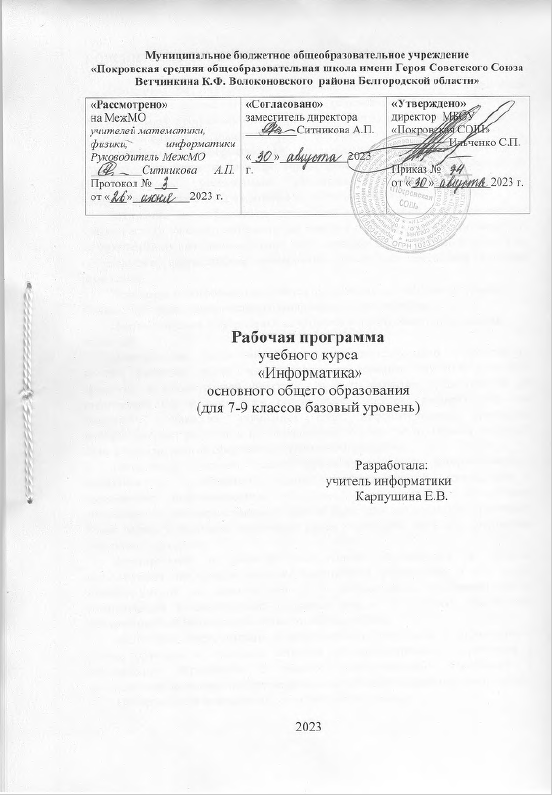 Муниципальное бюджетное общеобразовательное учреждение
«Покровская средняя общеобразовательная школа имени Героя Советского Союза
Ветчинкина К.Ф. Волоконовского района Белгородской области»
«Рассмотрено»
на МежМО
учителей математики,
физики, информатики
Руководитель МежМО
Ситникова А.П.
Протокол № 3
от «26» июня 2023 г.
«Согласовано»
заместитель директора
Ситникова А.П.
«30» августа 2023
г.
«Утверждено»
директор МБОУ
«Покровская СОШ»
Ильченко С.П.
Приказ № 94
от «30» августа 2023 г.
Рабочая программа
учебного курса
«Информатика»
основного общего образования
(для 7-9 классов базовый уровень)
Разработала:
учитель информатики
Карпушина Е.В.
2023